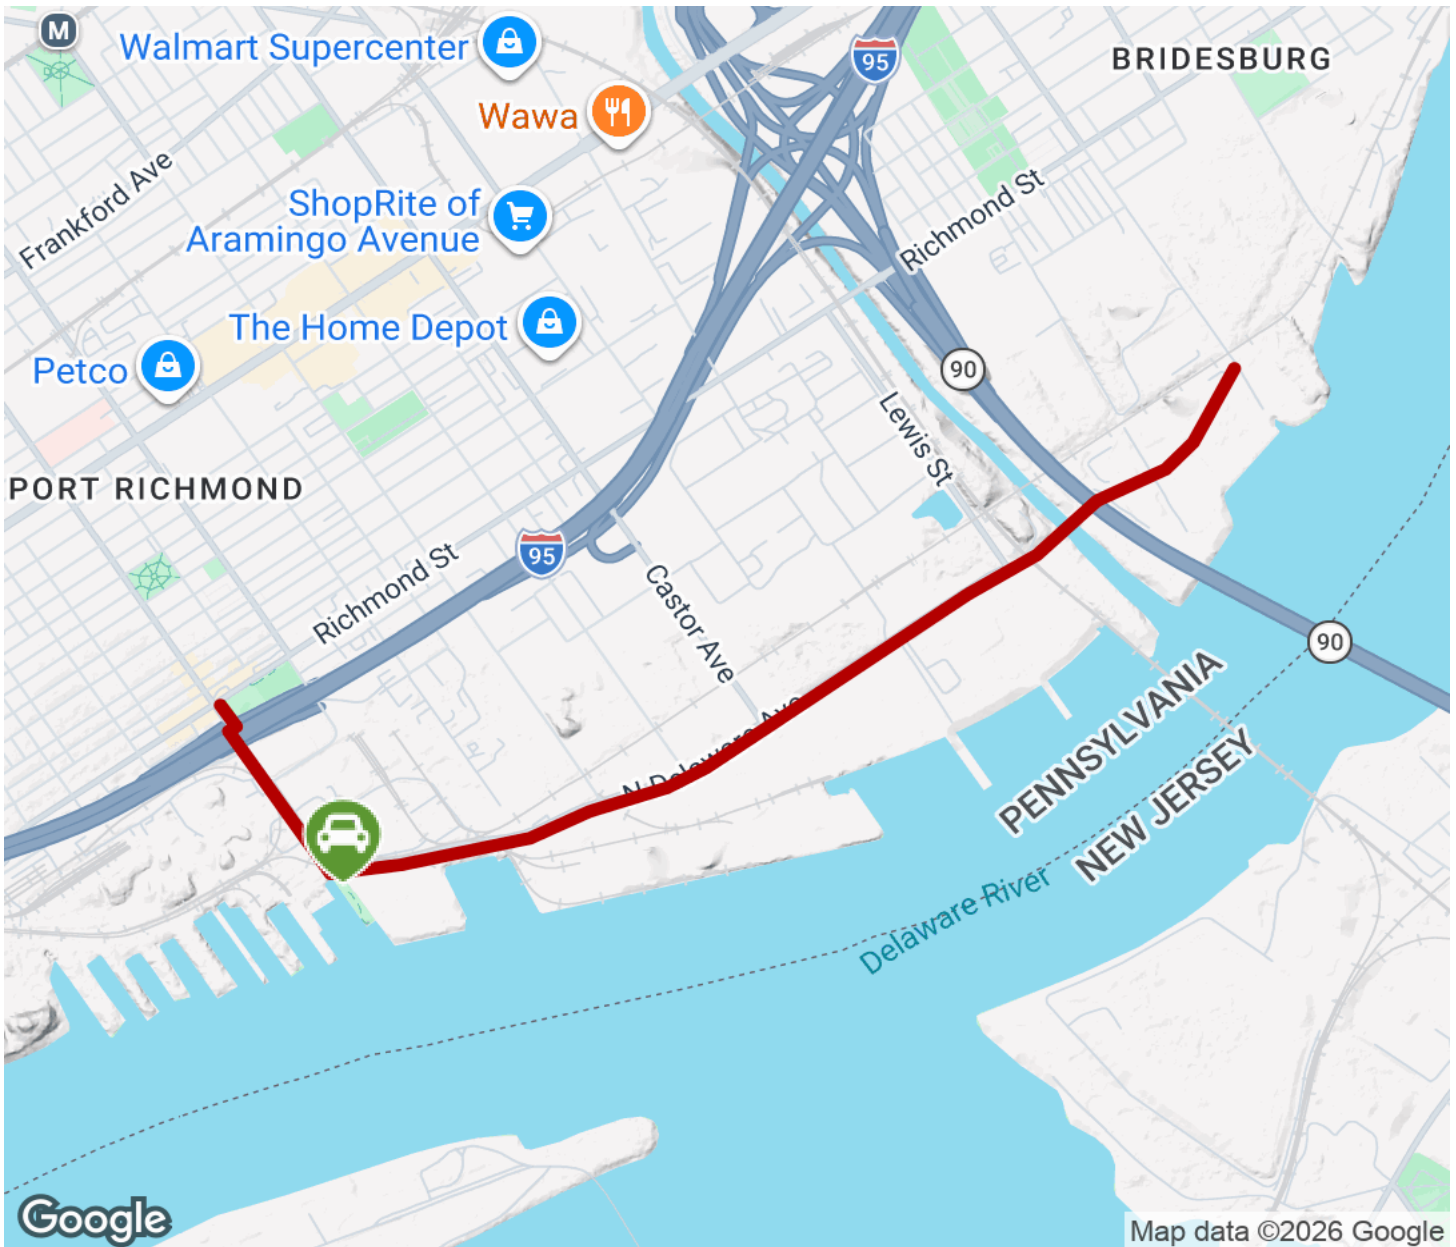 M
Walmart Supercenter
95
BRIDESBURG
Wawa
Frankford Ave
ShopRite of
Aramingo Avenue
Richmond St
The Home Depot
Petco
90
Lewis St
PORT RICHMOND
95
Richmond St
Castor Ave
90
N Delaware Ave
PENNSYLVANIA
NEW JERSEY
Delaware River
Google
Map data ©2026 Google